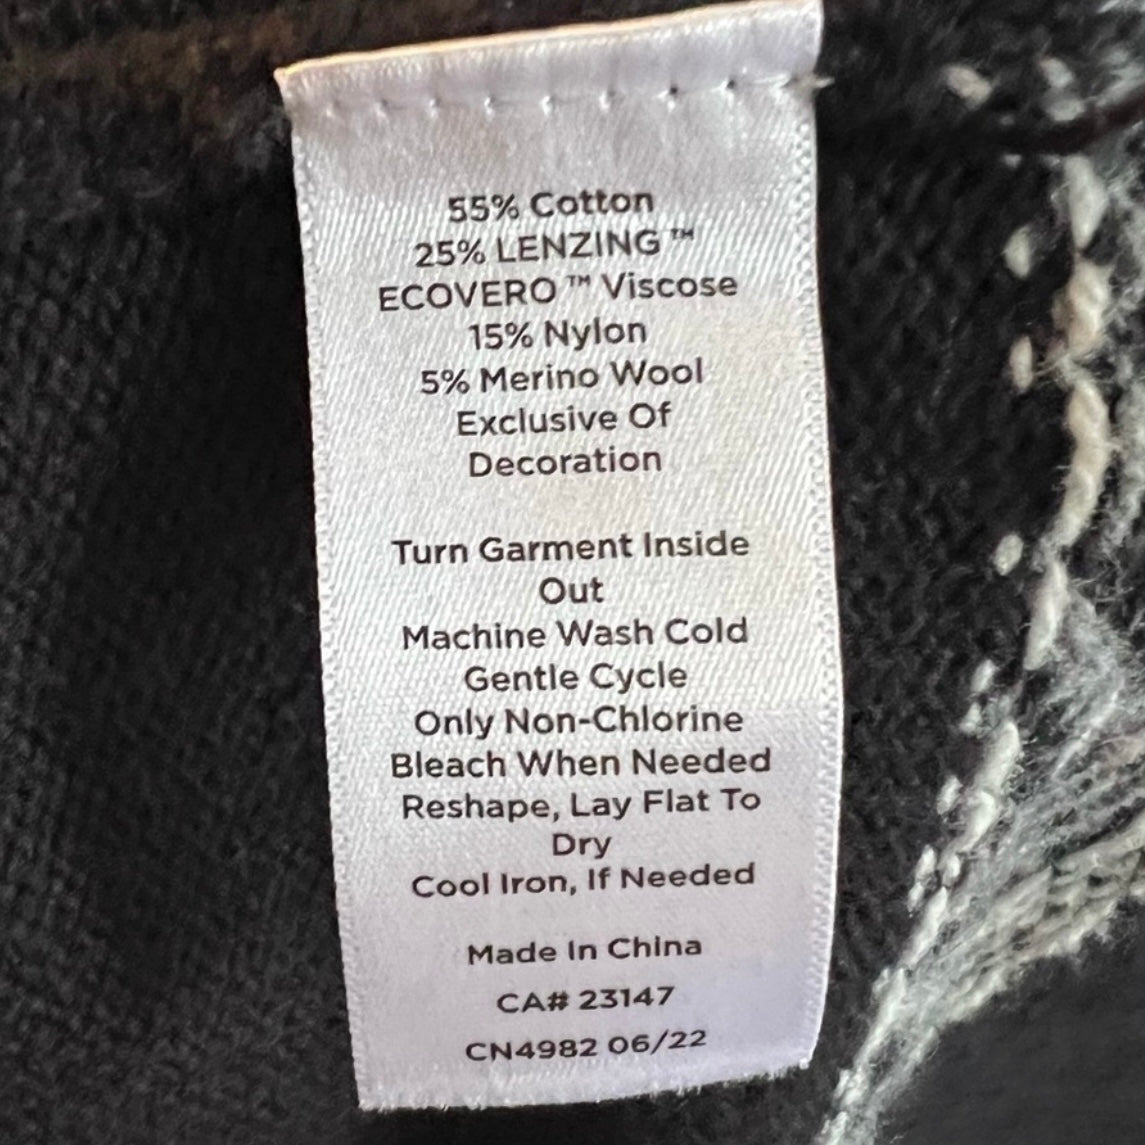 55% Cotton
25% LENZING™
ECOVERO™ Viscose
15% Nylon
5% Merino Wool
Exclusive Of
Decoration
Turn Garment Inside
Out
Machine Wash Cold
Gentle Cycle
Only Non-Chlorine
Bleach When Needed
Reshape, Lay Flat To
Dry
Cool Iron, If Needed
Made In China
CA# 23147
CN4982 06/22